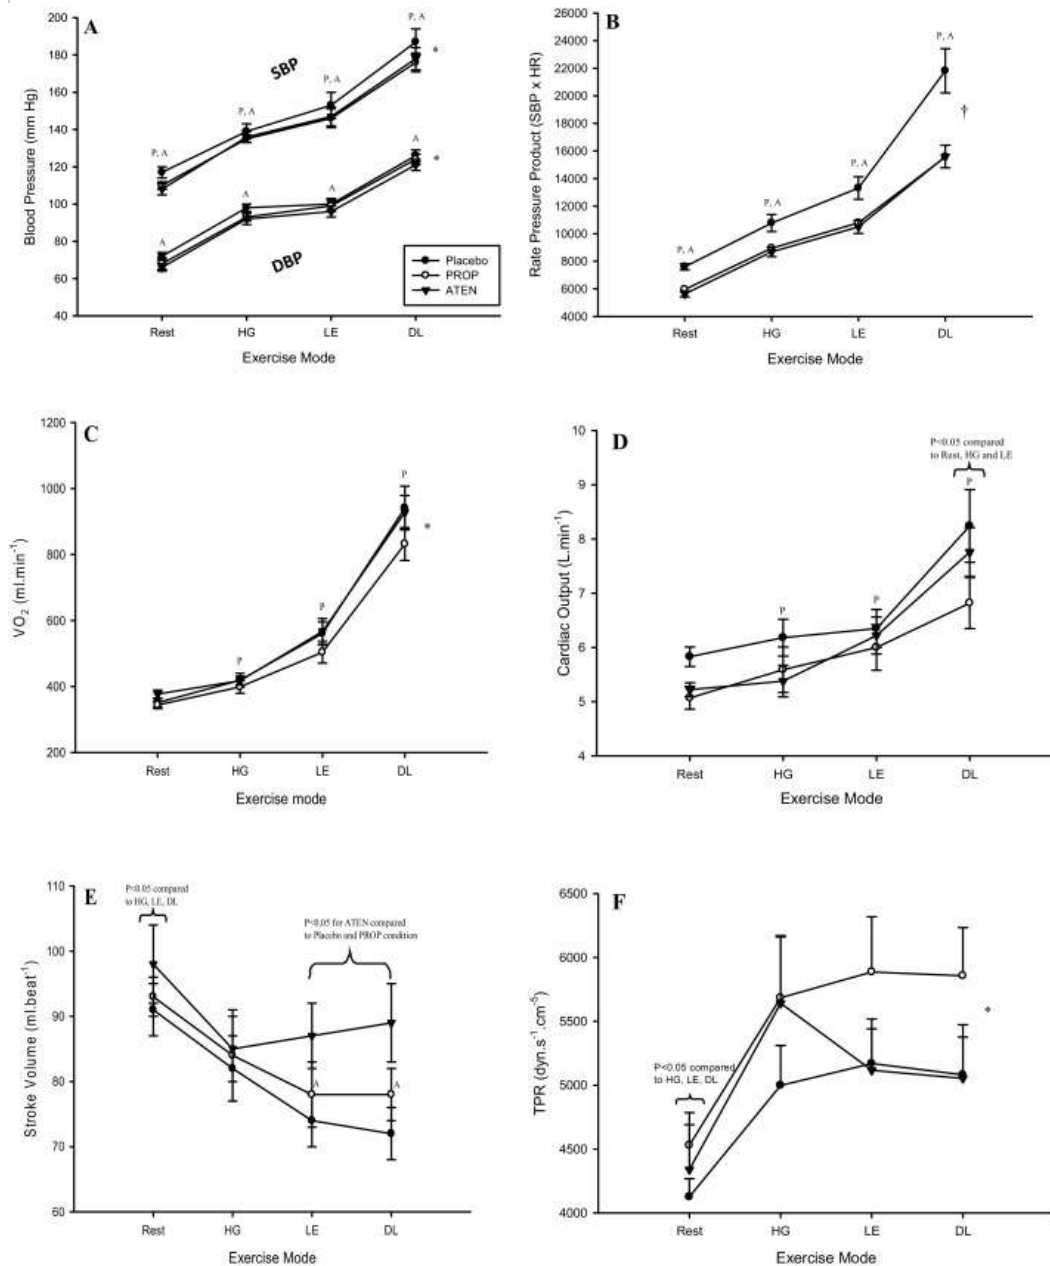 A
200
180
160
140
120
100
80
60
40
Blood Pressure (mm Hg)
P, A
P, A
P, A
P, A
SBP
*
A
A
A
A
*
DBP
Placebo
PROP
ATEN
Rest HG LE DL
Exercise Mode
B
26000
24000
22000
20000
18000
16000
14000
12000
10000
8000
6000
4000
Rate Pressure Product (SBP x HR)
P, A
P, A
P, A
P, A
†
Rest HG LE DL
Exercise Mode
C
1200
1000
800
600
400
200
VO₂ (ml.min⁻¹)
P
P
P
*
Rest HG LE DL
Exercise mode
D
10
9
8
7
6
5
4
Cardiac Output (L.min⁻¹)
P<0.05 compared
to Rest, HG and LE
P
P
P
Rest HG LE DL
Exercise Mode
E
110
100
90
80
70
60
Stroke Volume (ml.beat⁻¹)
P<0.05 compared
to HG, LE, DL
P<0.05 for ATEN compared
to Placebo and PROP condition
A
A
Rest HG LE DL
Exercise Mode
F
6500
6000
5500
5000
4500
4000
TPR (dyn.s⁻¹.cm⁻⁵)
P<0.05 compared
to HG, LE, DL
*
Rest HG LE DL
Exercise Mode